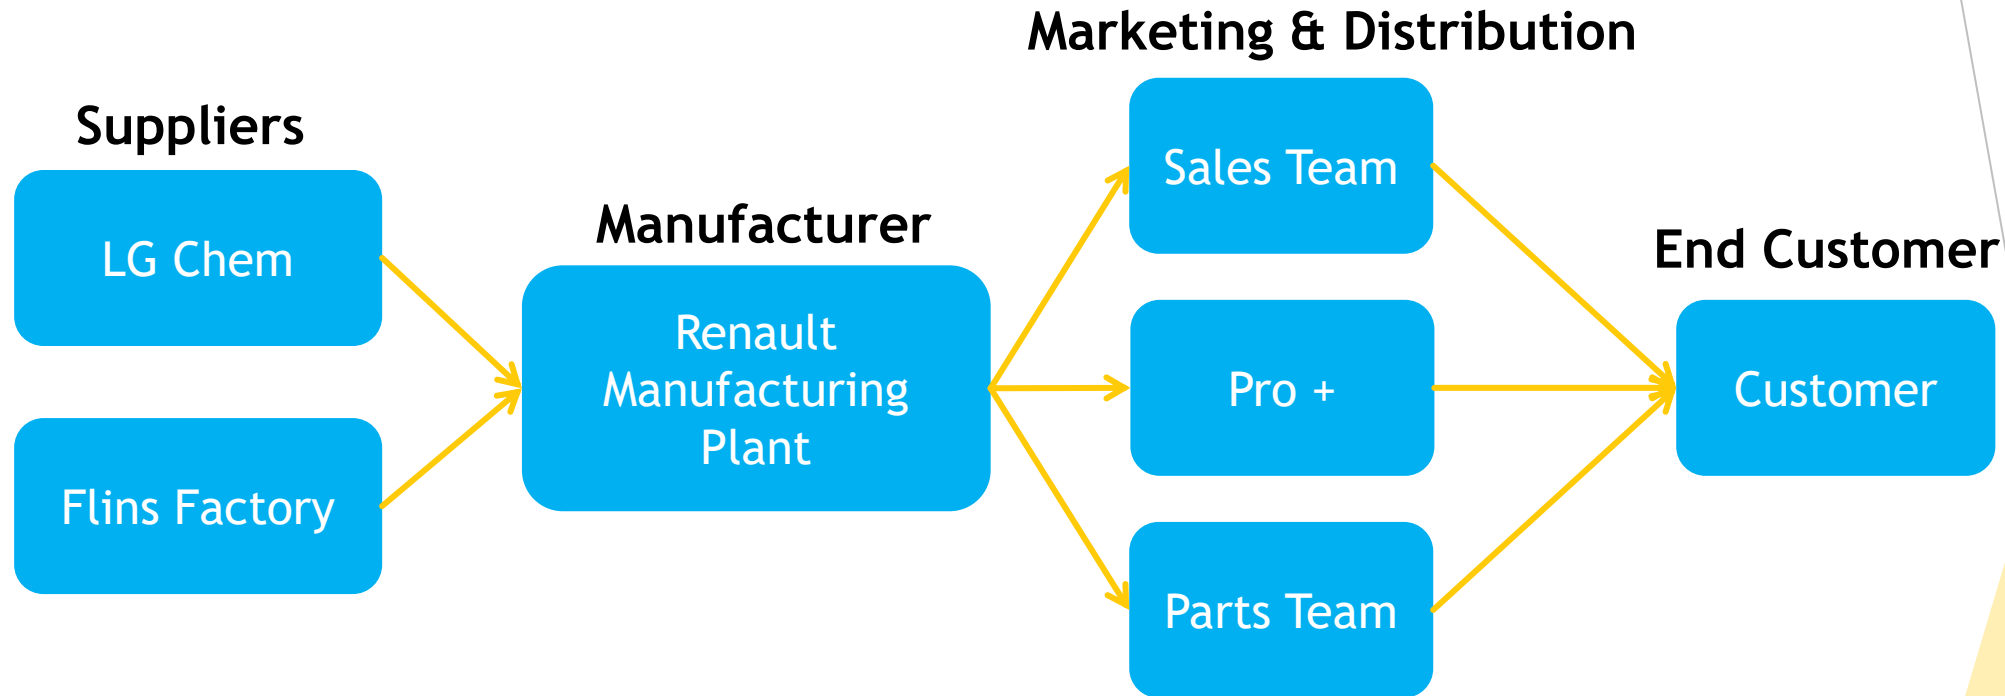 Marketing & Distribution
Suppliers
Sales Team
LG Chem
Manufacturer
End Customer
Renault
Manufacturing
Plant
Pro +
Customer
Flins Factory
Parts Team